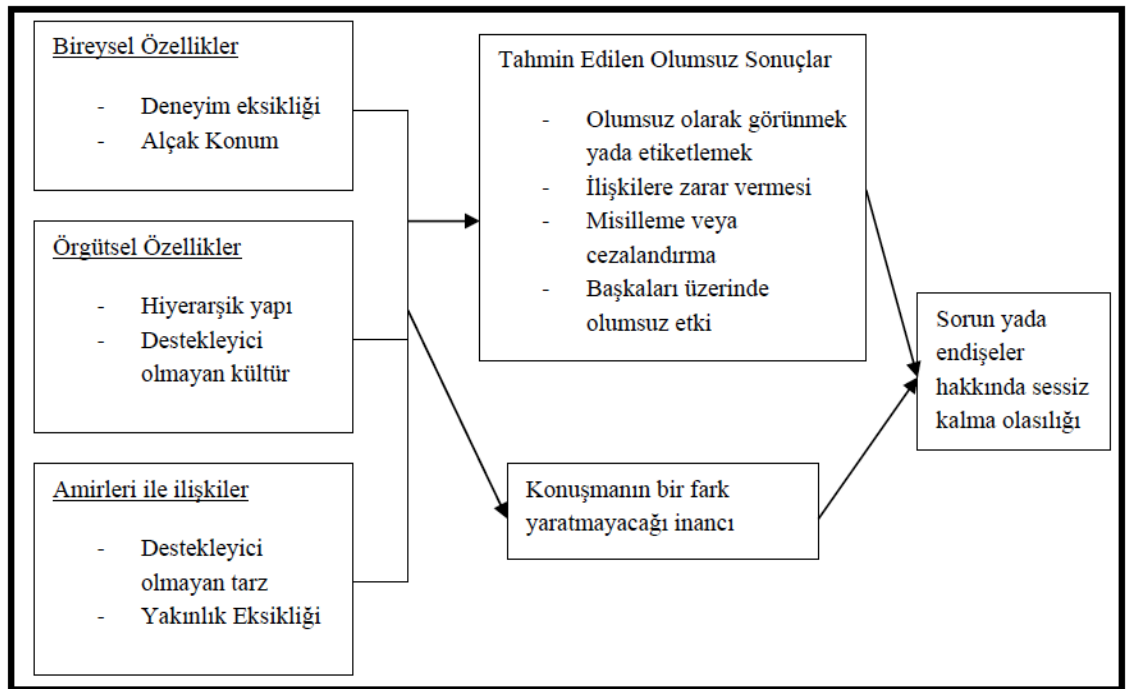 Bireysel Özellikler
- Deneyim eksikliği
- Alçak Konum
Örgütsel Özellikler
- Hiyerarşik yapı
- Destekleyici
olmayan kültür
Amirleri ile ilişkiler
- Destekleyici
olmayan tarz
- Yakınlık Eksikliği
Tahmin Edilen Olumsuz Sonuçlar
- Olumsuz olarak görünmek
yada etiketlemek
- İlişkilere zarar vermesi
- Misilleme veya
cezalandırma
- Başkaları üzerinde
olumsuz etki
Konuşmanın bir fark
yaratmayacağı inancı
Sorun yada
endişeler
hakkında sessiz
kalma olasılığı